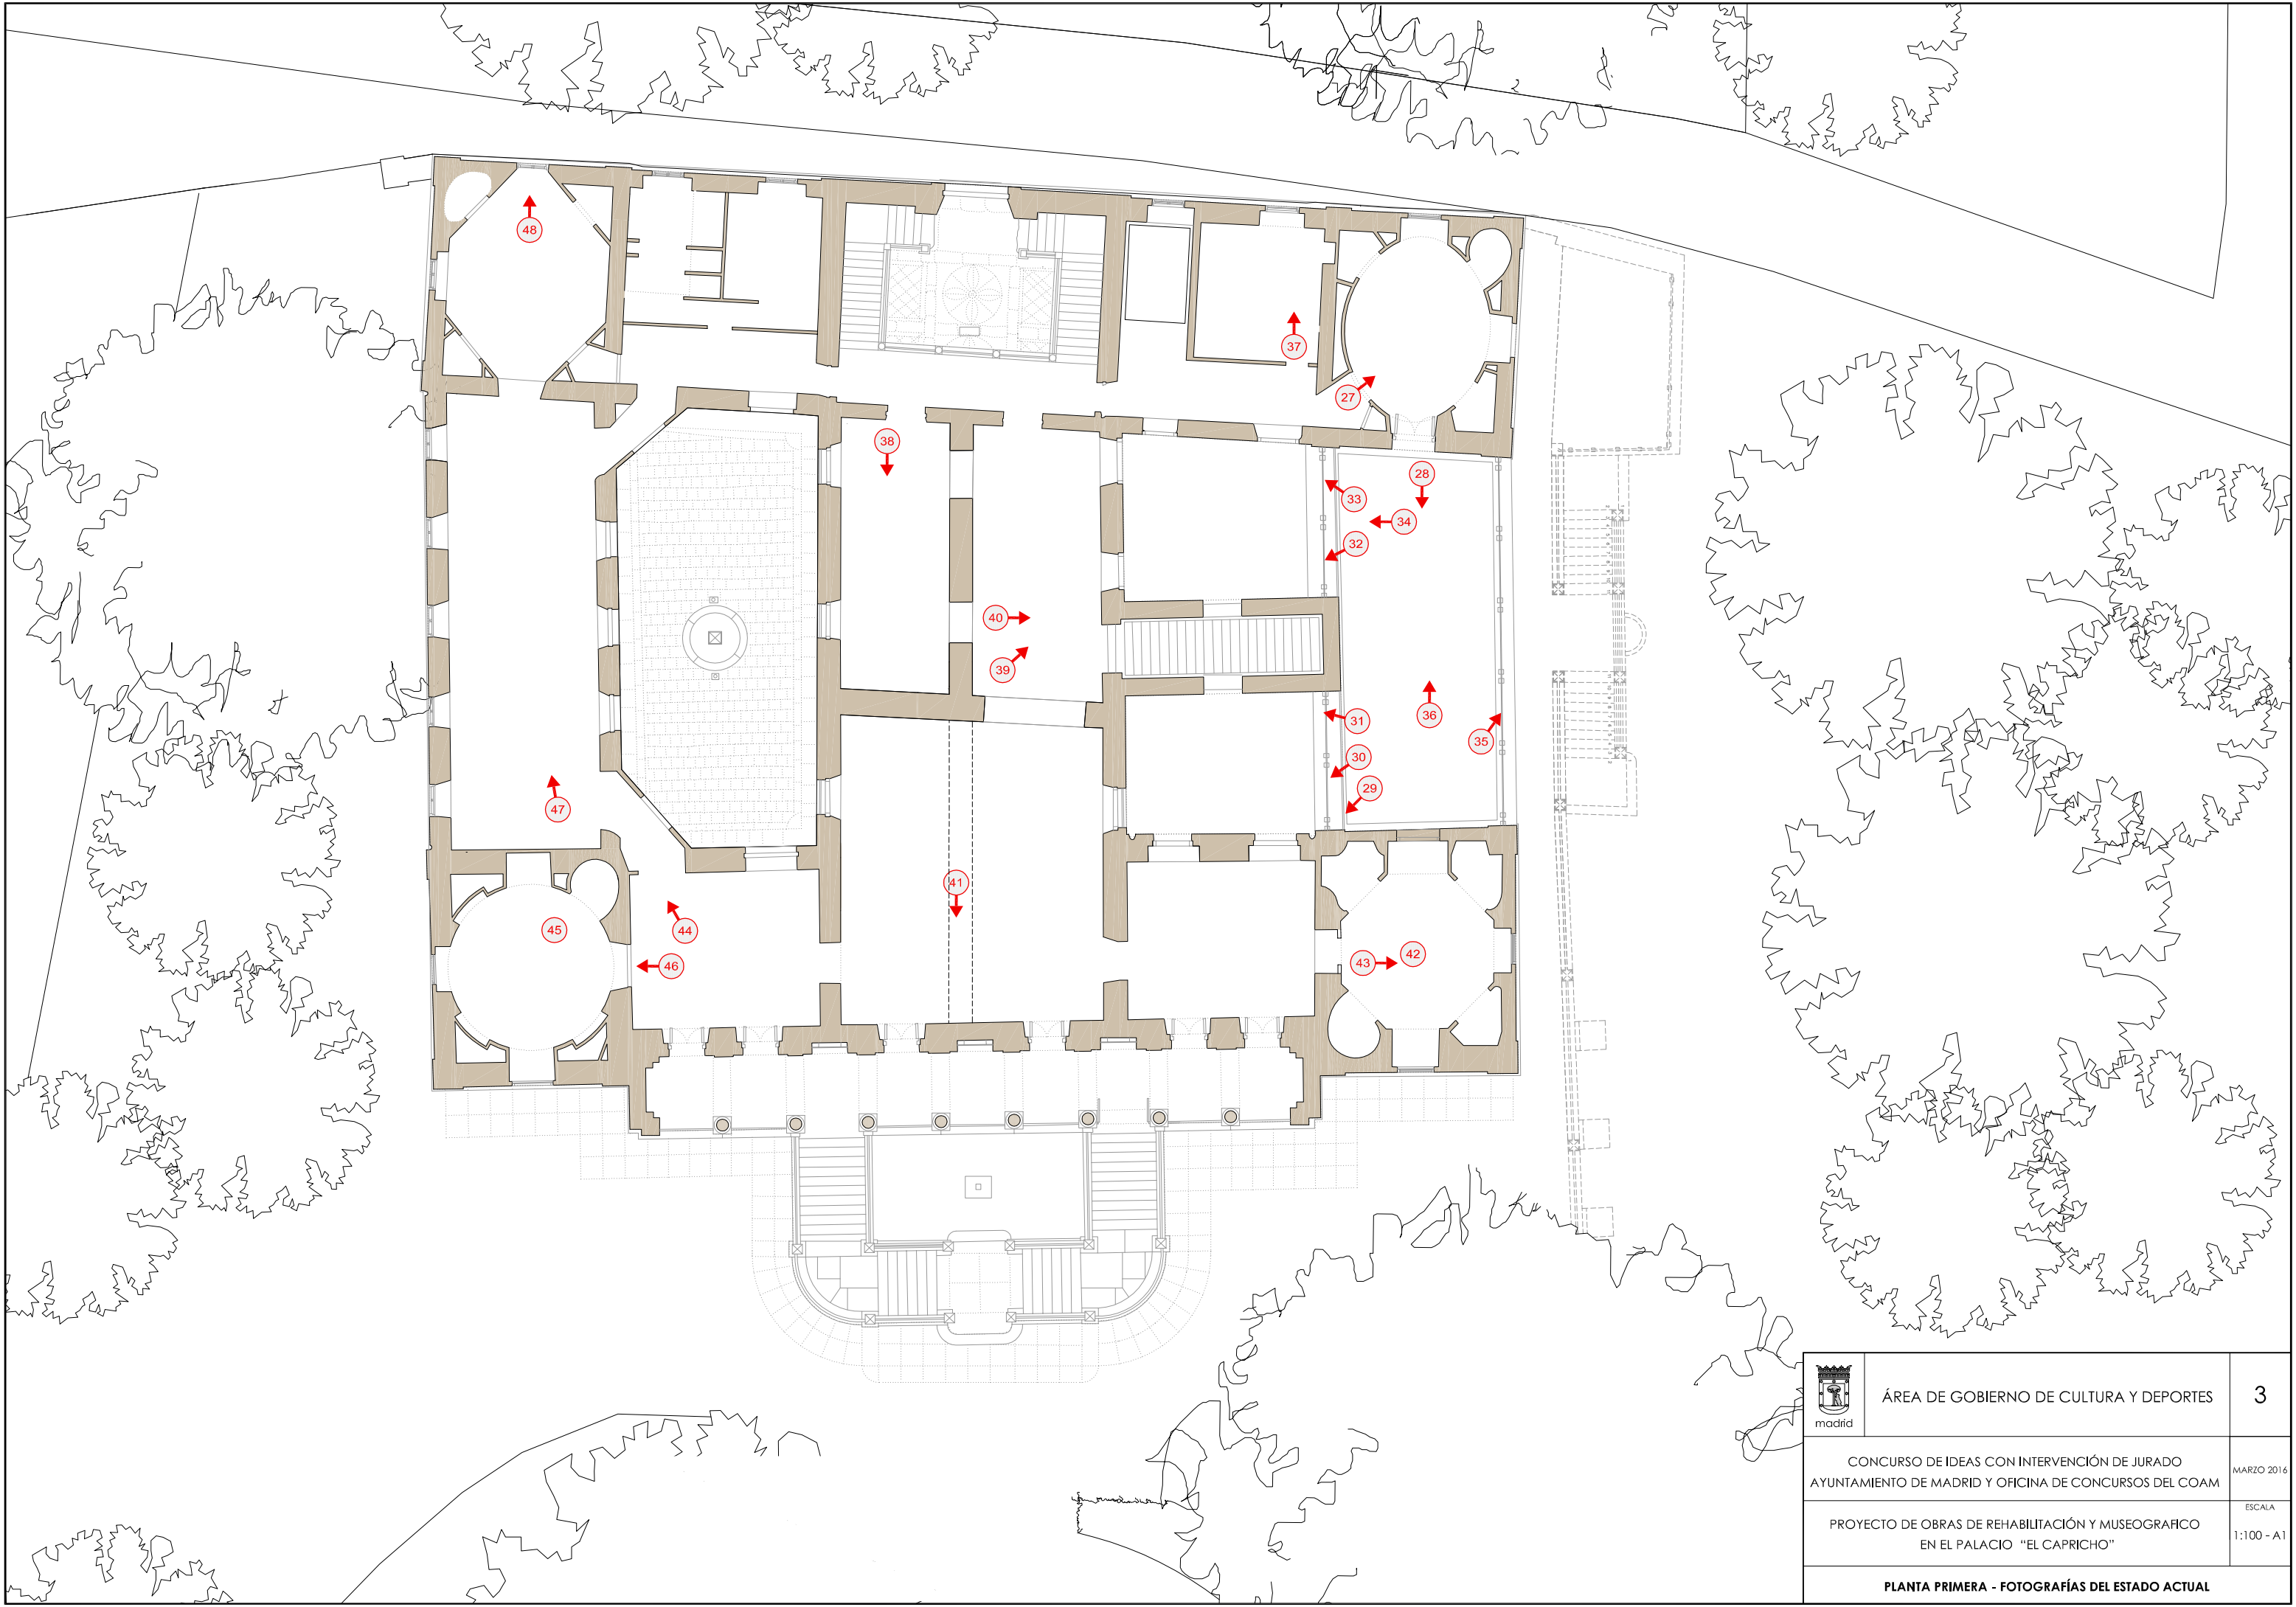 48
37
27
38
28
33
34
32
40
39
36
31
35
30
29
47
41
45
44
46
43
42
madrid
ÁREA DE GOBIERNO DE CULTURA Y DEPORTES
3
CONCURSO DE IDEAS CON INTERVENCIÓN DE JURADO
AYUNTAMIENTO DE MADRID Y OFICINA DE CONCURSOS DEL COAM
MARZO 2016
PROYECTO DE OBRAS DE REHABILITACIÓN Y MUSEOGRAFICO
EN EL PALACIO “EL CAPRICHO”
ESCALA
1:100 - A1
PLANTA PRIMERA - FOTOGRAFÍAS DEL ESTADO ACTUAL